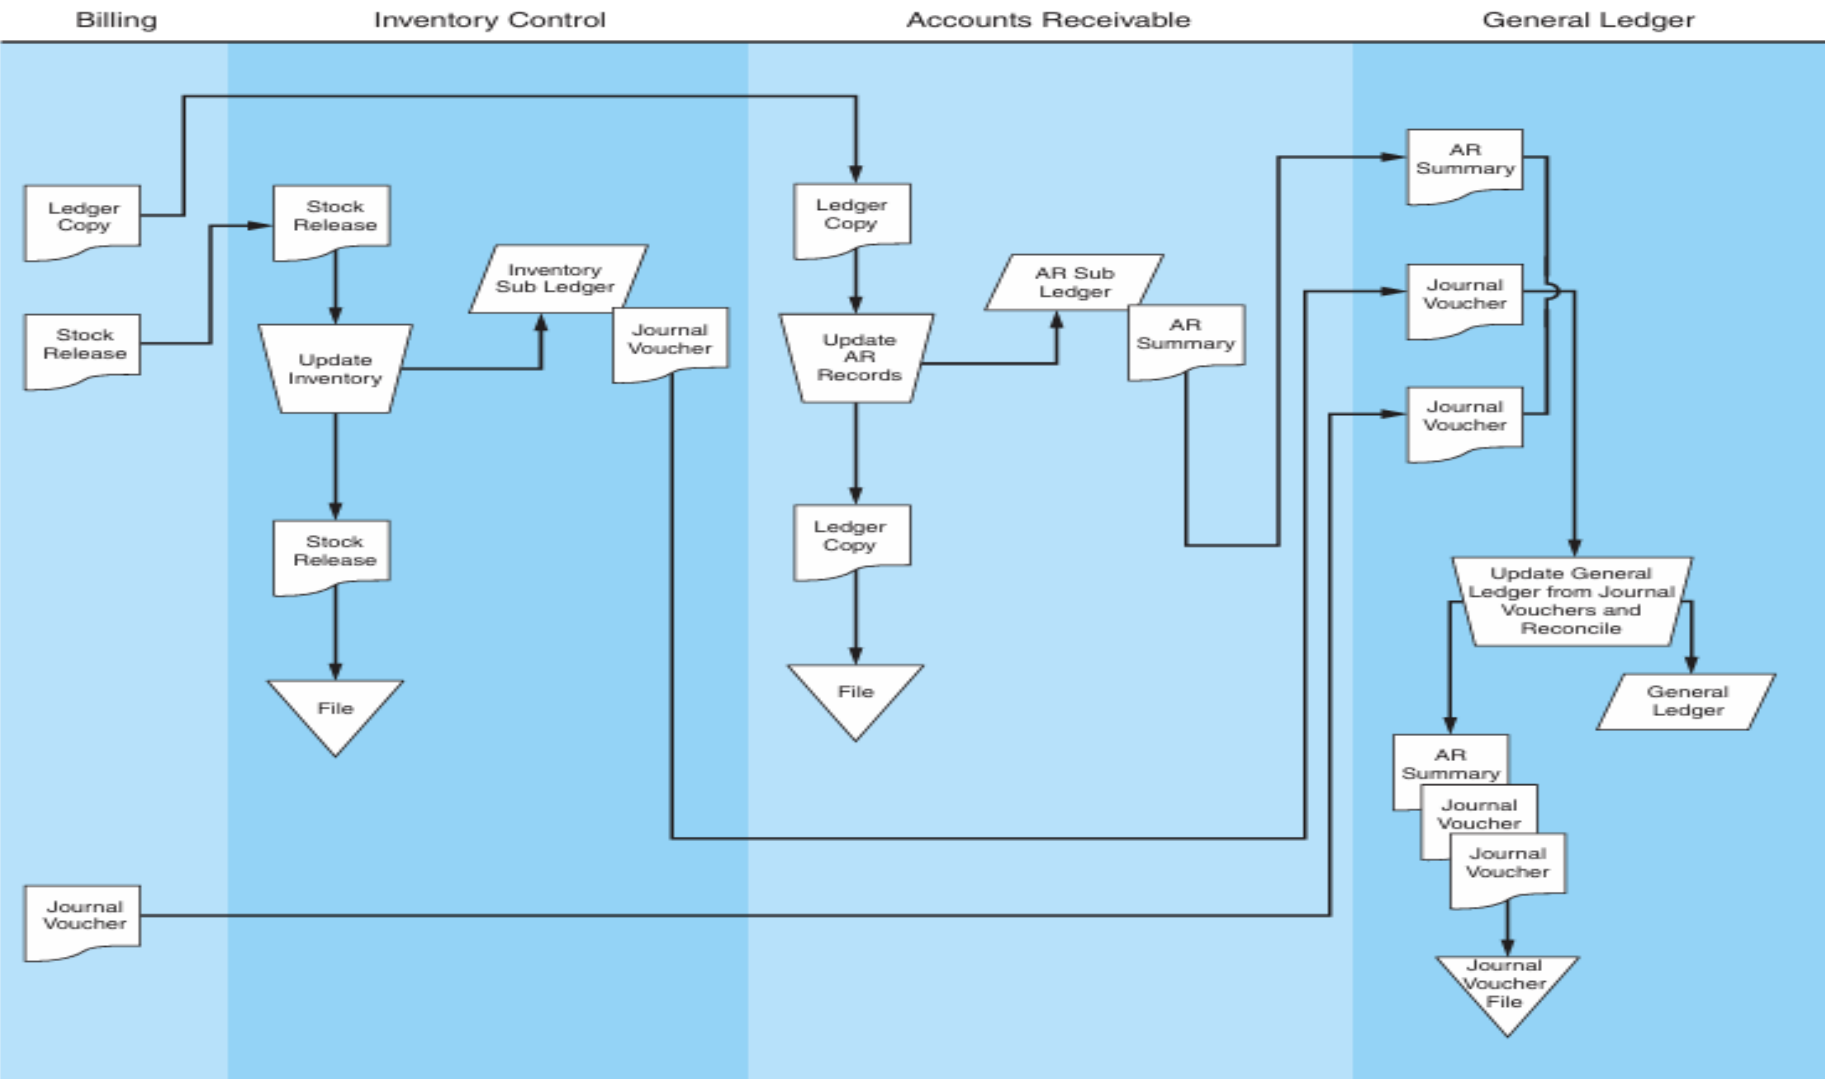 Billing
Inventory Control
Accounts Receivable
General Ledger
Ledger
Copy
Stock
Release
Journal
Voucher
Stock
Release
Update
Inventory
Inventory
Sub Ledger
Journal
Voucher
Stock
Release
File
Ledger
Copy
Update
AR
Records
AR Sub
Ledger
AR
Summary
Ledger
Copy
File
AR
Summary
Journal
Voucher
Journal
Voucher
Update General
Ledger from Journal
Vouchers and
Reconcile
General
Ledger
AR
Summary
Journal
Voucher
Journal
Voucher
Journal
Voucher
File